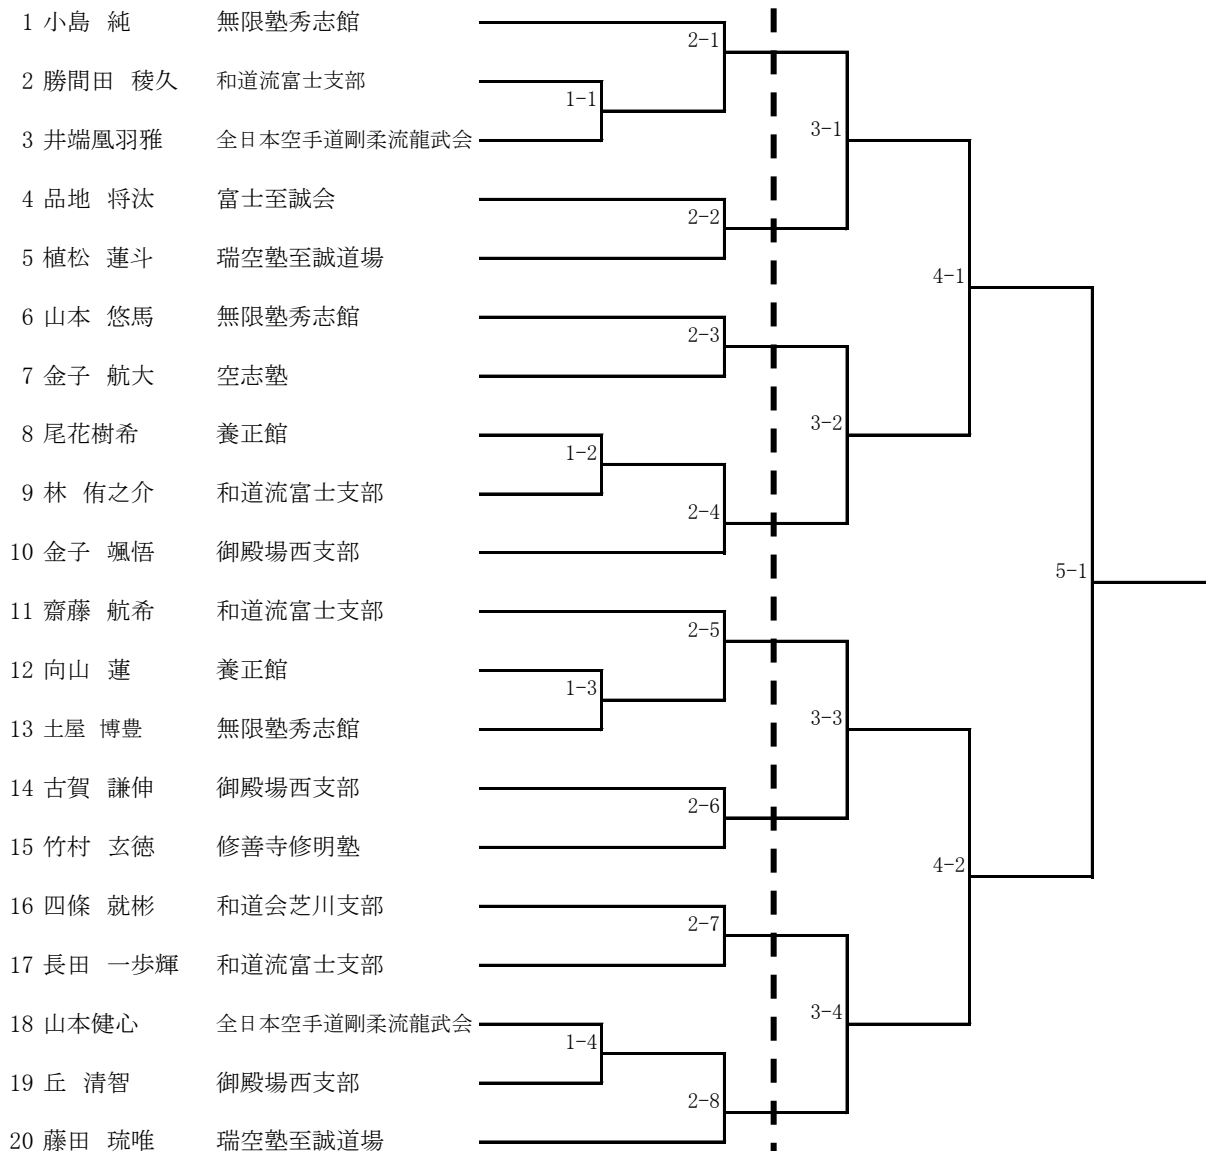 1 小島 純 無限塾秀志館
2-1
2 勝間田 稜久 和道流富士支部
1-1
3 井端凰羽雅 全日本空手道剛柔流龍武会
3-1
4 品地 将汰 富士至誠会
2-2
5 植松 蓮斗 瑞空塾至誠道場
4-1
6 山本 悠馬 無限塾秀志館
2-3
7 金子 航大 空志塾
3-2
8 尾花樹希 養正館
1-2
9 林 侑之介 和道流富士支部
2-4
10 金子 颯悟 御殿場西支部
5-1
11 齋藤 航希 和道流富士支部
2-5
12 向山 蓮 養正館
1-3
13 土屋 博豊 無限塾秀志館
3-3
14 古賀 謙伸 御殿場西支部
2-6
15 竹村 玄徳 修善寺修明塾
4-2
16 四條 就彬 和道会芝川支部
2-7
17 長田 一歩輝 和道流富士支部
3-4
18 山本健心 全日本空手道剛柔流龍武会
1-4
19 丘 清智 御殿場西支部
2-8
20 藤田 琉唯 瑞空塾至誠道場